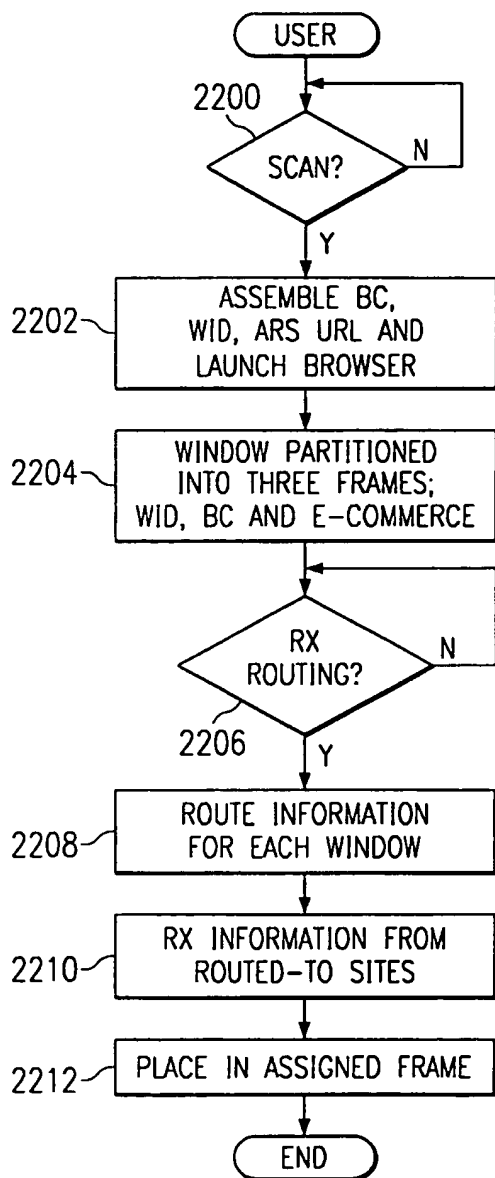 USER
2200
SCAN?
N
Y
2202
ASSEMBLE BC,
WID, ARS URL AND
LAUNCH BROWSER
2204
WINDOW PARTITIONED
INTO THREE FRAMES;
WID, BC AND E-COMMERCE
RX
ROUTING?
N
2206
Y
2208
ROUTE INFORMATION
FOR EACH WINDOW
2210
RX INFORMATION FROM
ROUTED-TO SITES
2212
PLACE IN ASSIGNED FRAME
END